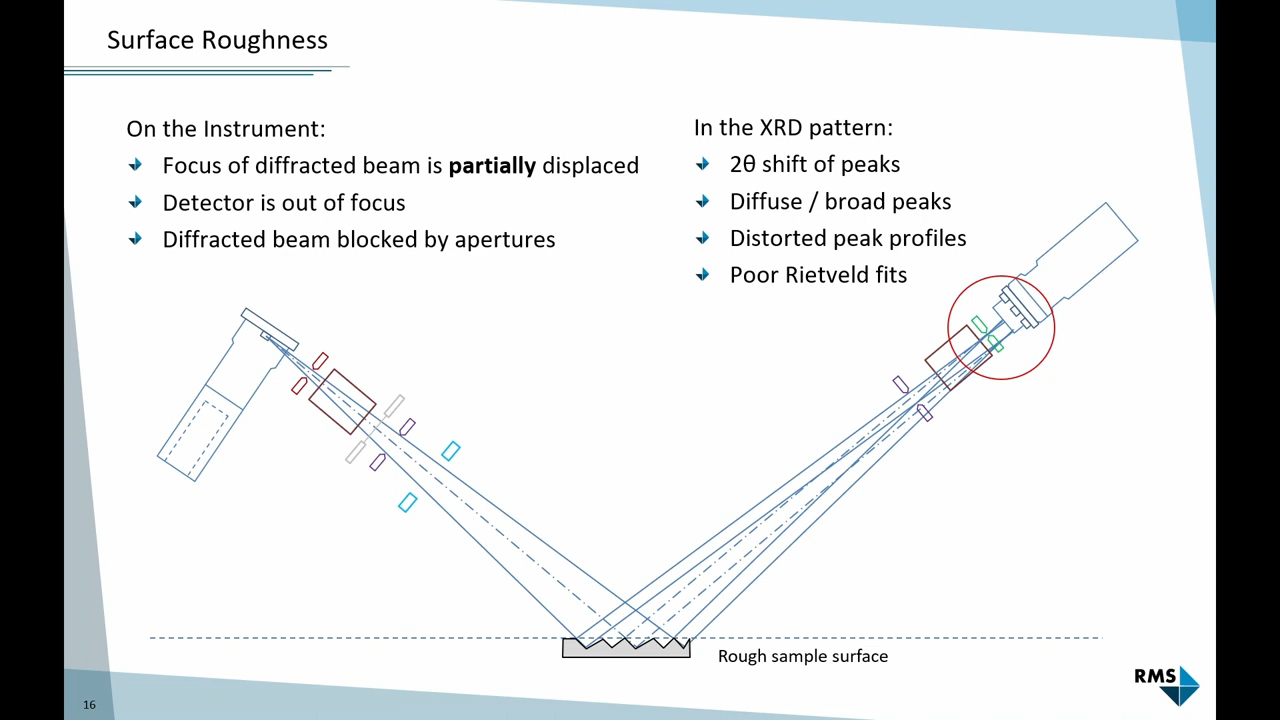 Surface Roughness
On the Instrument:
Focus of diffracted beam is partially displaced
Detector is out of focus
Diffracted beam blocked by apertures
In the XRD pattern:
2θ shift of peaks
Diffuse / broad peaks
Distorted peak profiles
Poor Rietveld fits
Rough sample surface
RMS
16